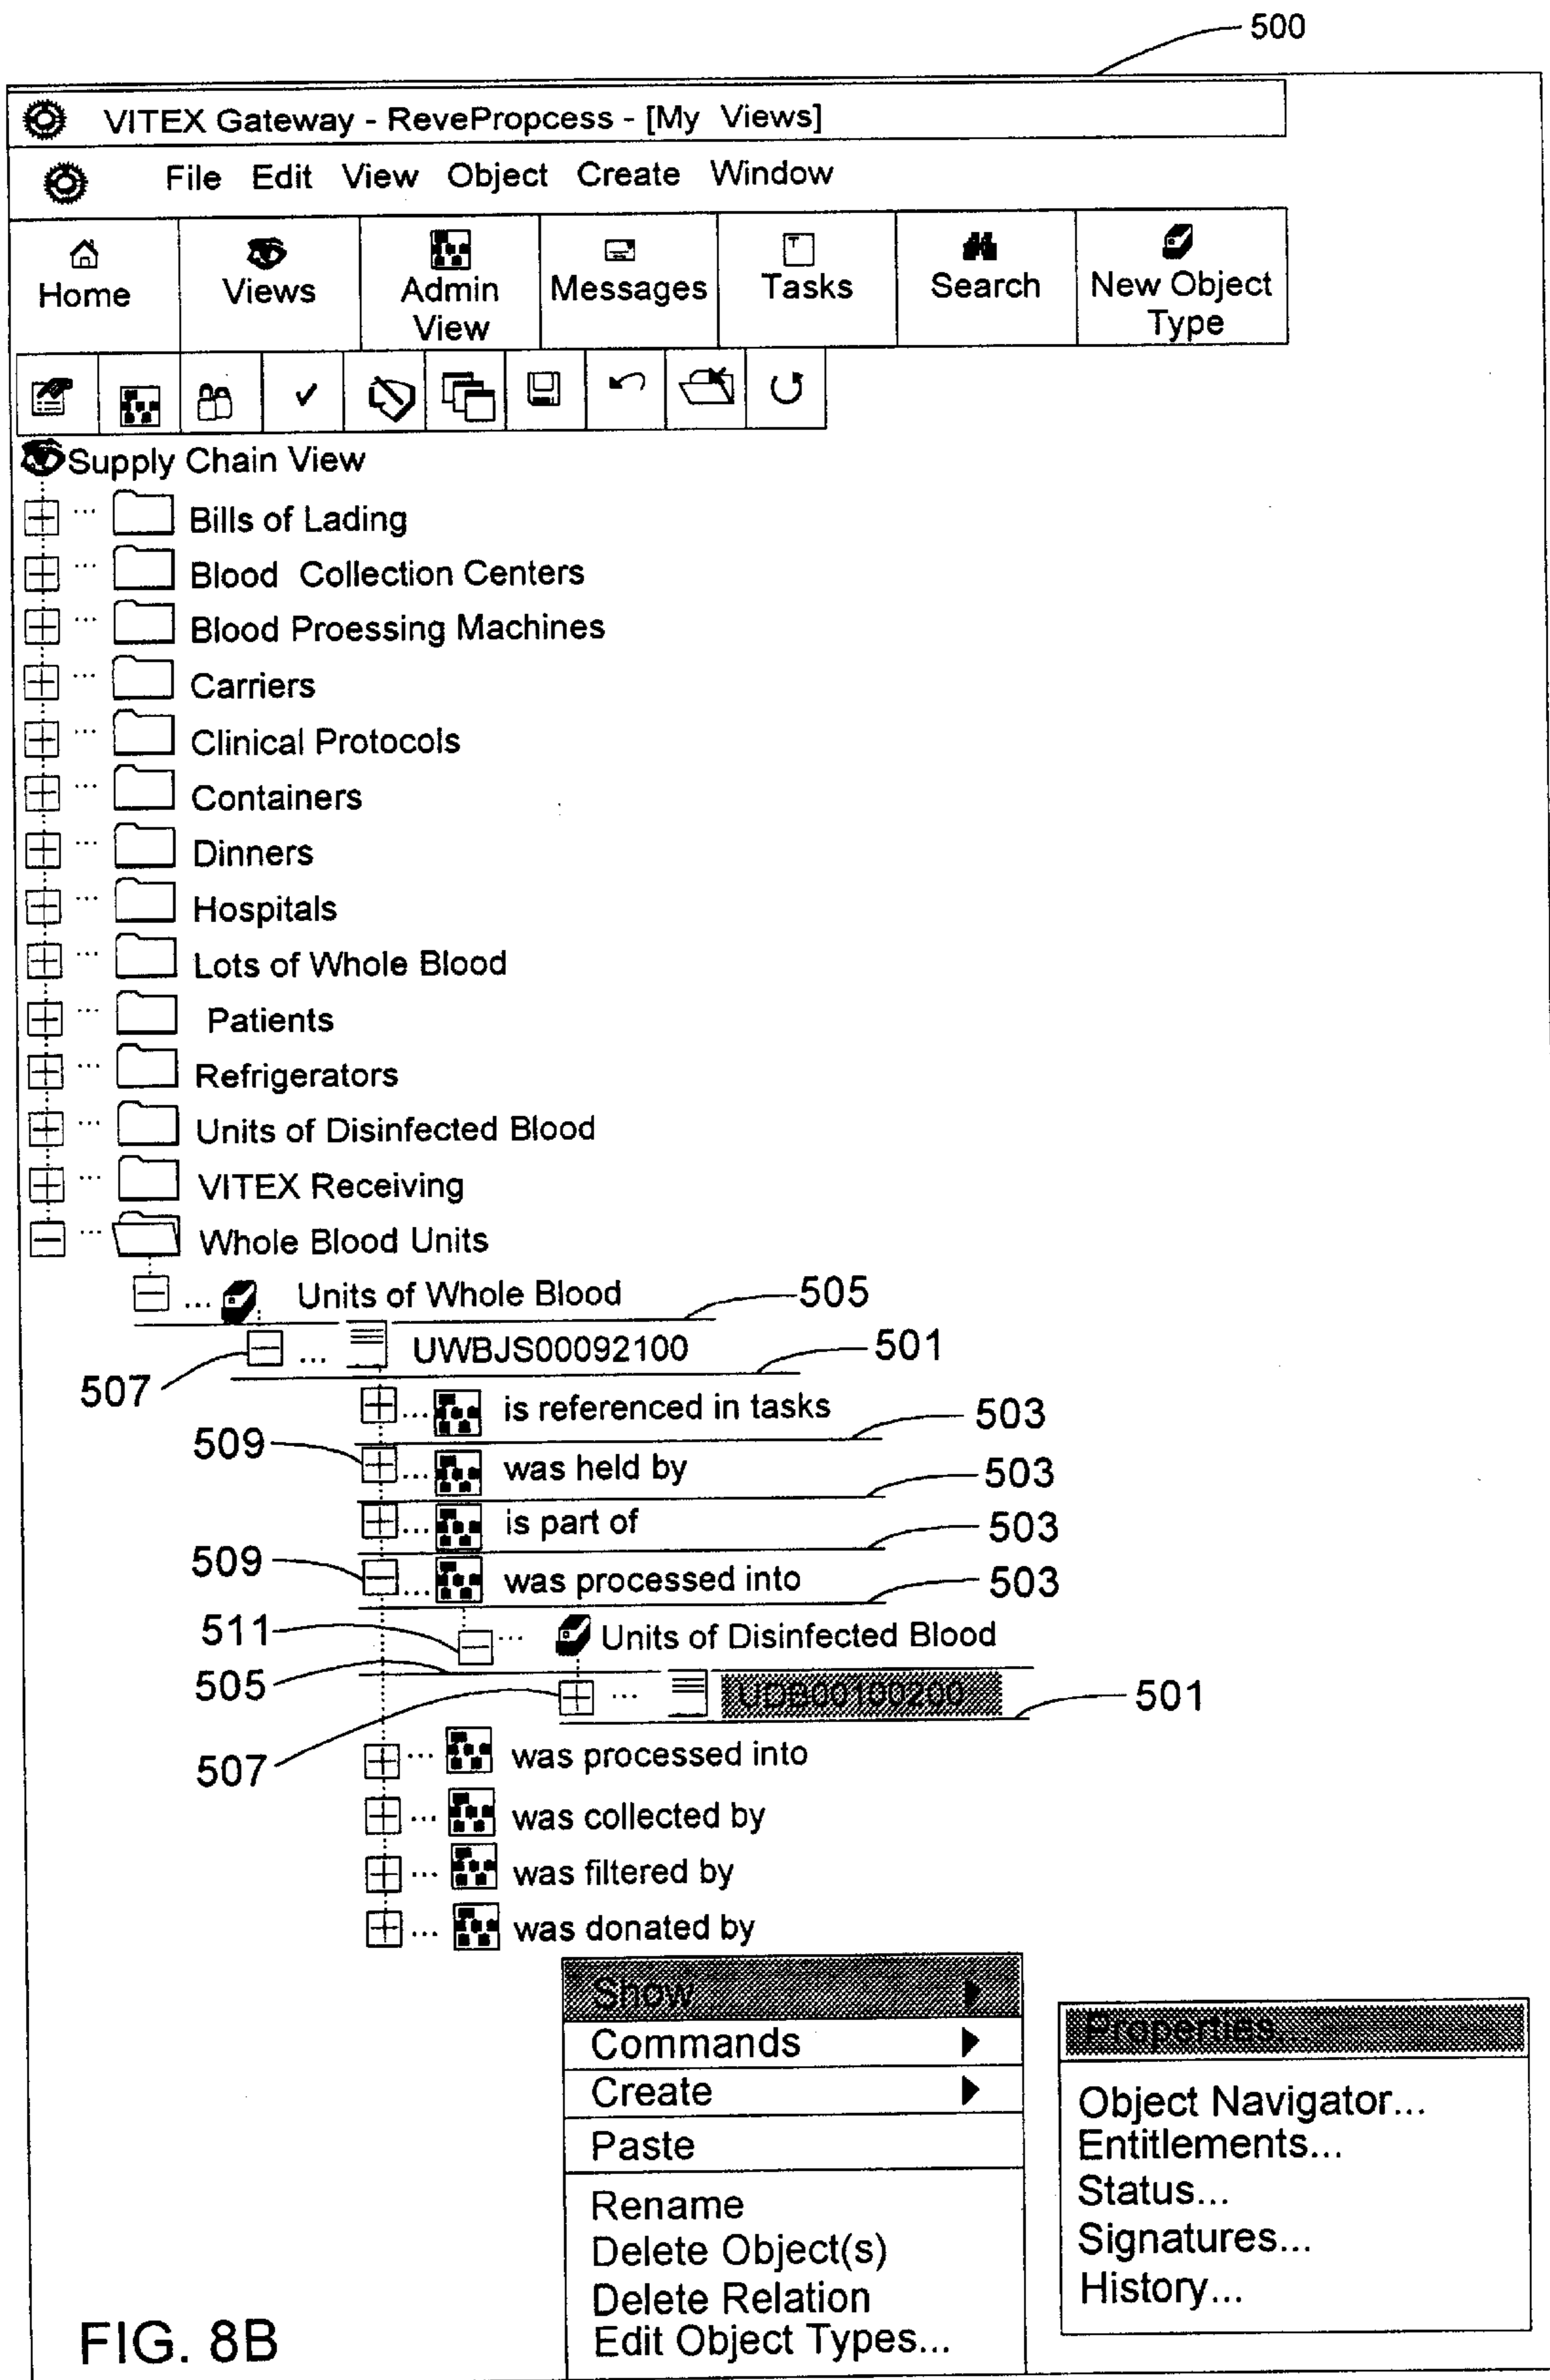 500
VITEX Gateway - RevePropcess - [My Views]
File Edit View Object Create Window
Home Views Admin View Messages Tasks Search New Object Type
Supply Chain View
Bills of Lading
Blood Collection Centers
Blood Proessing Machines
Carriers
Clinical Protocols
Containers
Dinners
Hospitals
Lots of Whole Blood
Patients
Refrigerators
Units of Disinfected Blood
VITEX Receiving
Whole Blood Units
Units of Whole Blood 505
UWBJS00092100 501
507
is referenced in tasks 503
509 was held by 503
is part of 503
509 was processed into 503
511 Units of Disinfected Blood
505 UDB00100200 501
507 was processed into
was collected by
was filtered by
was donated by
Show
Commands
Create
Paste
Rename
Delete Object(s)
Delete Relation
Edit Object Types...
Properties...
Object Navigator...
Entitlements...
Status...
Signatures...
History...
FIG. 8B